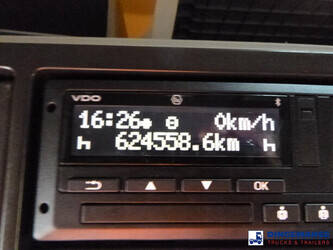 VDO
16:26 0km/h
h 624558.6km h
OK
TRUCKS & TRAILERS